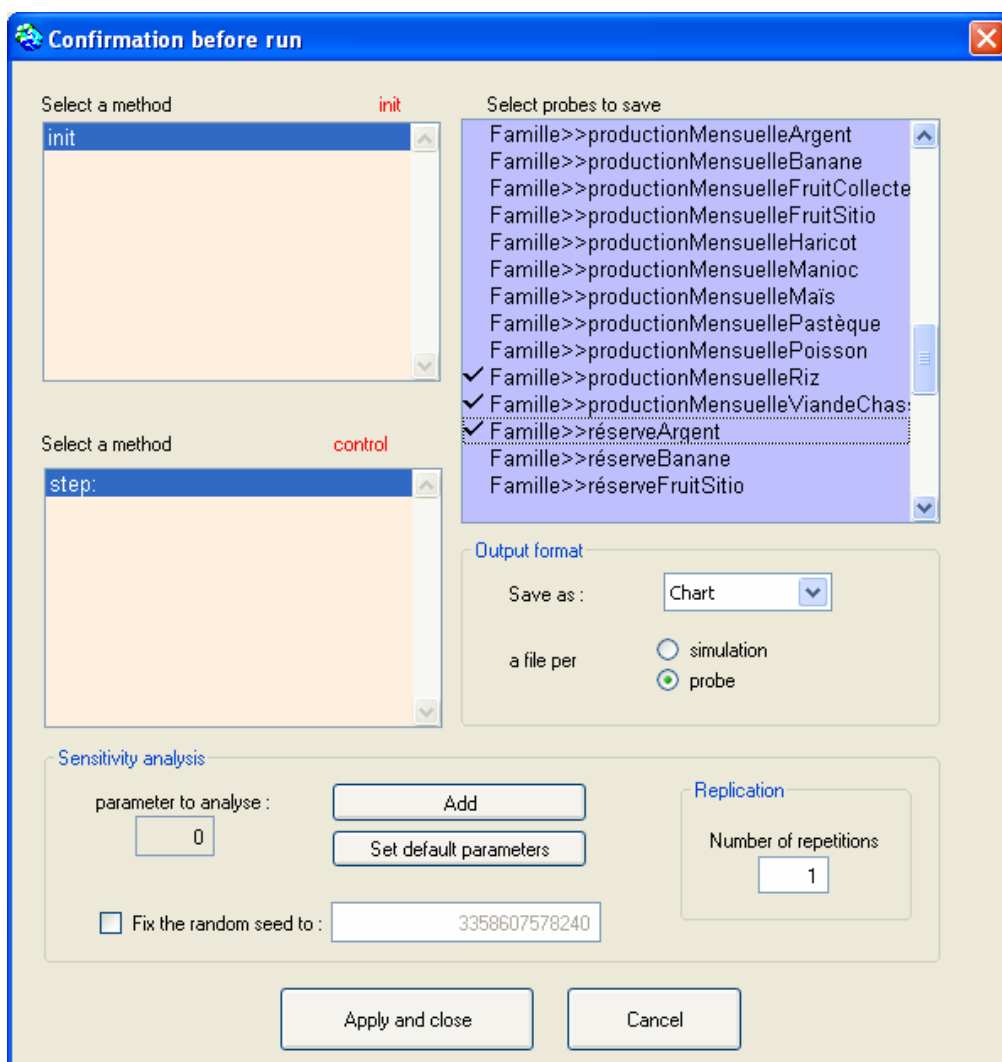 Confirmation before run
Select a method init
init
Select a method control
step:
Select probes to save
Famille>>productionMensuelleArgent
Famille>>productionMensuelleBanane
Famille>>productionMensuelleFruitCollecte
Famille>>productionMensuelleFruitSitio
Famille>>productionMensuelleHaricot
Famille>>productionMensuelleManioc
Famille>>productionMensuelleMaïs
Famille>>productionMensuellePastèque
Famille>>productionMensuellePoisson
Famille>>productionMensuelleRiz
Famille>>productionMensuelleViandeChas
Famille>>réserveArgent
Famille>>réserveBanane
Famille>>réserveFruitSitio
Output format
Save as : Chart
a file per
simulation
probe
Sensitivity analysis
parameter to analyse :
0
Add
Set default parameters
Fix the random seed to : 3358607578240
Replication
Number of repetitions
1
Apply and close
Cancel